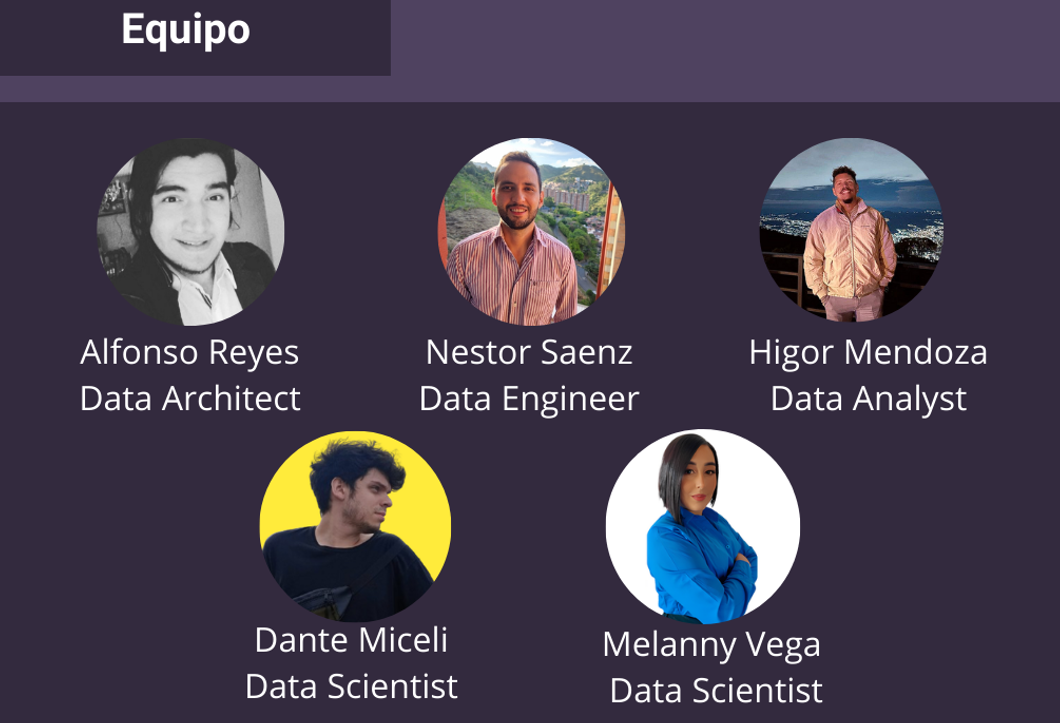 Equipo
Alfonso Reyes
Data Architect
Nestor Saenz
Data Engineer
Higor Mendoza
Data Analyst
Dante Miceli
Data Scientist
Melanny Vega
Data Scientist